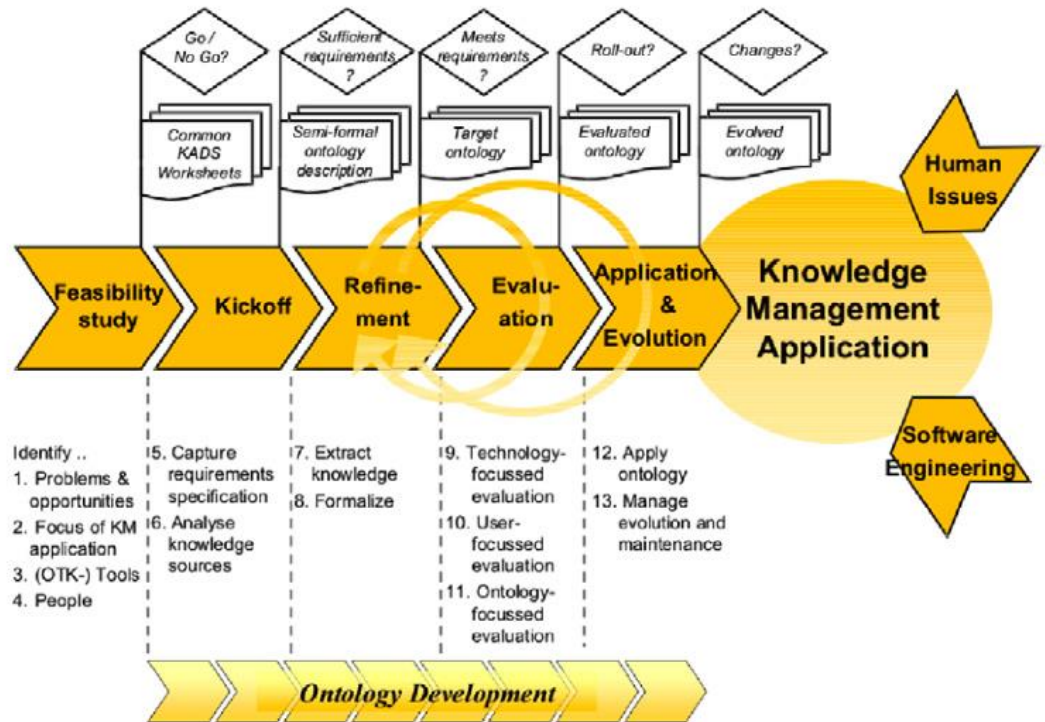 Go /
No Go?
Sufficient
requirements
?
Meets
requirements
?
Roll-out?
Changes?
Common
KADS
Worksheets
Semi-formal
ontology
description
Target
ontology
Evaluated
ontology
Evolved
ontology
Human
Issues
Feasibility
study
Kickoff
Refine-
ment
Evalu-
ation
Application
&
Evolution
Knowledge
Management
Application
Software
Engineering
Identify ..
1. Problems &
opportunities
2. Focus of KM
application
3. (OTK-) Tools
4. People
5. Capture
requirements
specification
6. Analyse
knowledge
sources
7. Extract
knowledge
8. Formalize
9. Technology-
focussed
evaluation
10. User-
focussed
evaluation
11. Ontology-
focussed
evaluation
12. Apply
ontology
13. Manage
evolution and
maintenance
Ontology Development